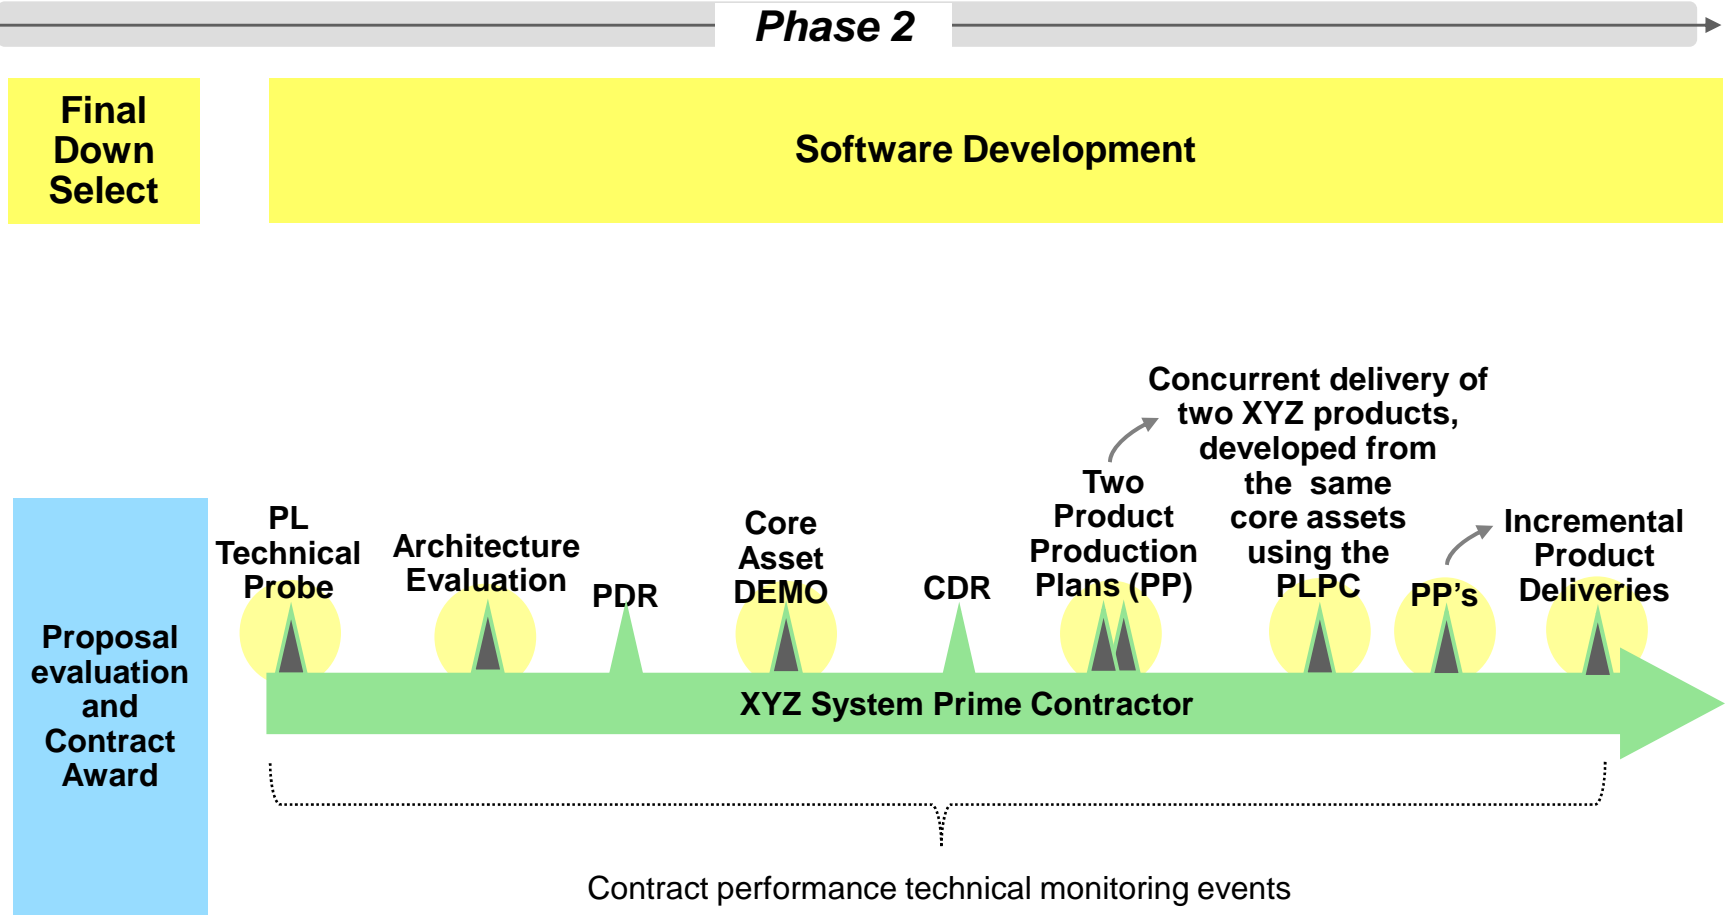 Phase 2
Final
Down
Select
Software Development
Proposal
evaluation
and
Contract
Award
PL
Technical
Probe
Architecture
Evaluation
PDR
Core
Asset
DEMO
CDR
Two
Product
Production
Plans (PP)
Concurrent delivery of
two XYZ products,
developed from
the  same
core assets
using the
PLPC
PP’s
Incremental
Product
Deliveries
XYZ System Prime Contractor
Contract performance technical monitoring events